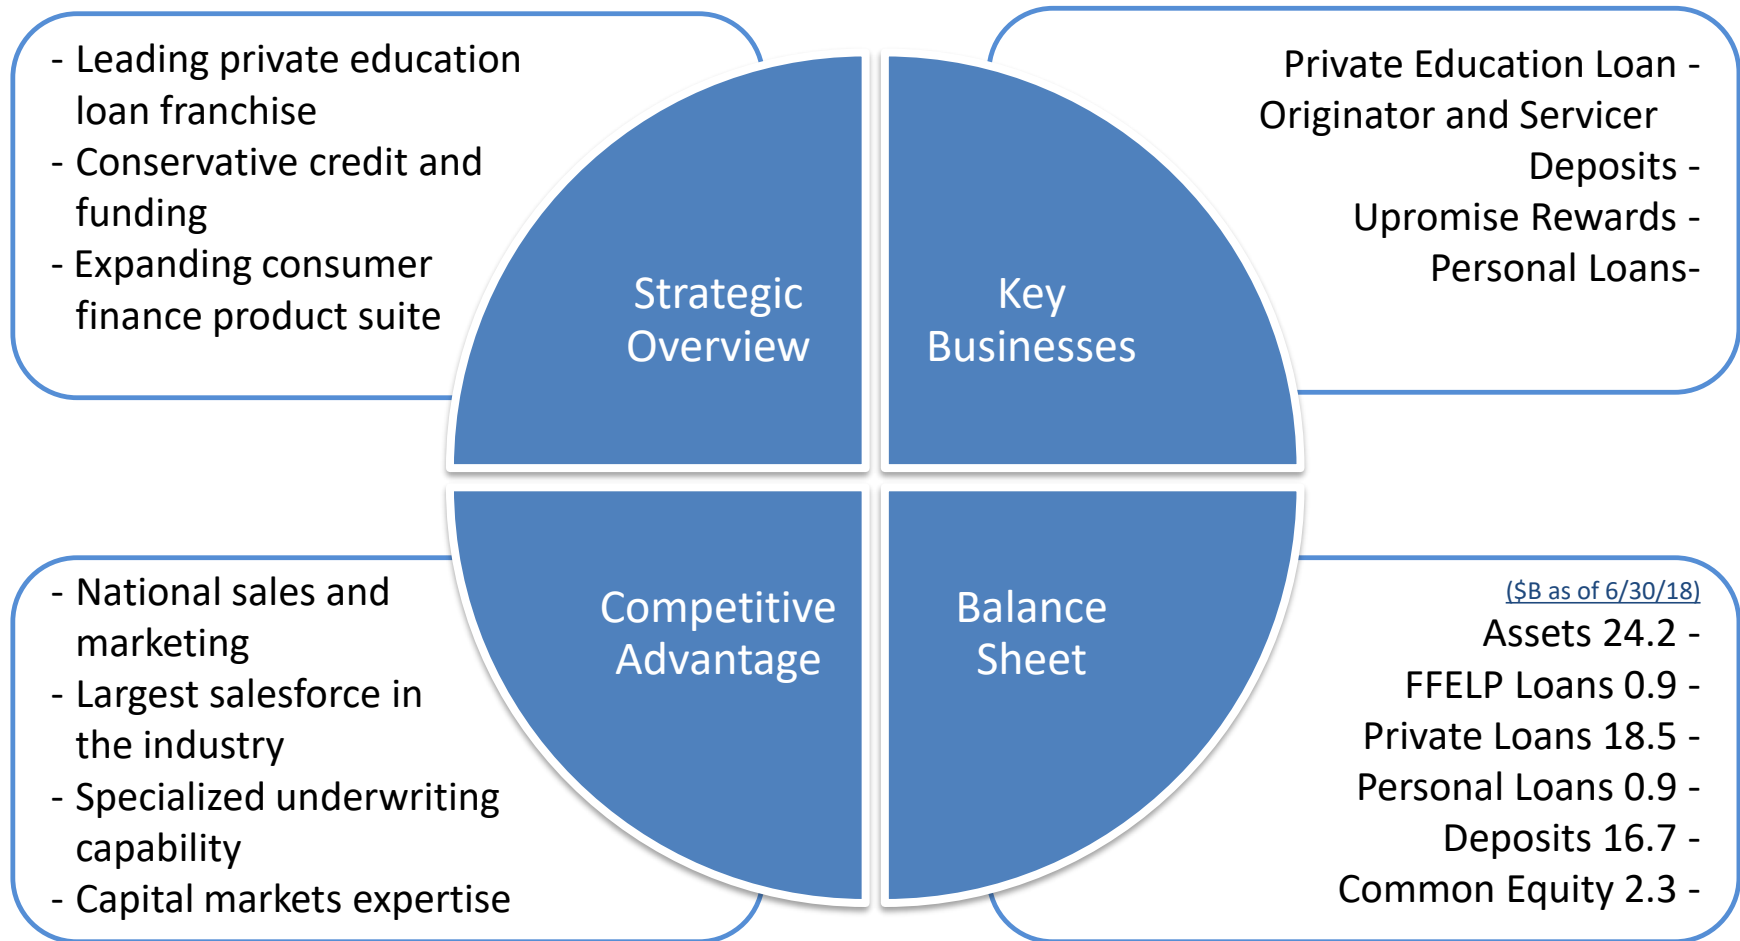 - Leading private education
loan franchise
- Conservative credit and
funding
- Expanding consumer
finance product suite
Strategic
Overview
Key
Businesses
Private Education Loan -
Originator and Servicer
Deposits -
Upromise Rewards -
Personal Loans-
- National sales and
marketing
- Largest salesforce in
the industry
- Specialized underwriting
capability
- Capital markets expertise
Competitive
Advantage
Balance
Sheet
($B as of 6/30/18)
Assets 24.2 -
FFELP Loans 0.9 -
Private Loans 18.5 -
Personal Loans 0.9 -
Deposits 16.7 -
Common Equity 2.3 -